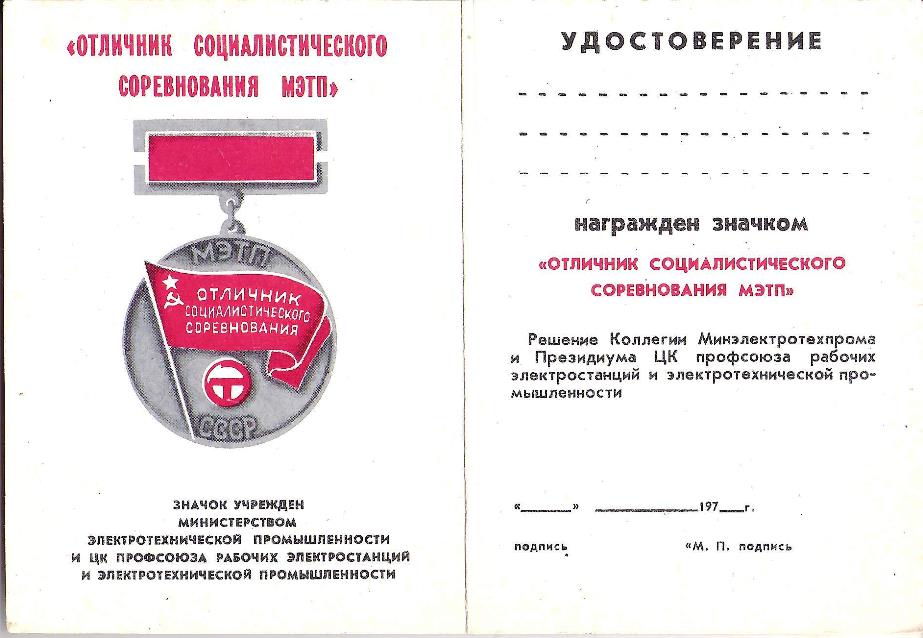 «ОТЛИЧНИК СОЦИАЛИСТИЧЕСКОГО
СОРЕВНОВАНИЯ МЭТП»
МЭТП
ОТЛИЧНИК
СОЦИАЛИСТИЧЕСКОГО
СОРЕВНОВАНИЯ
СССР
ЗНАЧОК УЧРЕЖДЕН
МИНИСТЕРСТВОМ
ЭЛЕКТРОТЕХНИЧЕСКОЙ ПРОМЫШЛЕННОСТИ
И ЦК ПРОФСОЮЗА РАБОЧИХ ЭЛЕКТРОСТАНЦИЙ
И ЭЛЕКТРОТЕХНИЧЕСКОЙ ПРОМЫШЛЕННОСТИ
УДОСТОВЕРЕНИЕ
награжден значком
«ОТЛИЧНИК СОЦИАЛИСТИЧЕСКОГО
СОРЕВНОВАНИЯ МЭТП»
Решение Коллегии Минэлектротехпрома
и Президиума ЦК профсоюза рабочих
электростанций и электротехнической про-
мышленности
«_____» __________197___г.
подпись «М. П. подпись